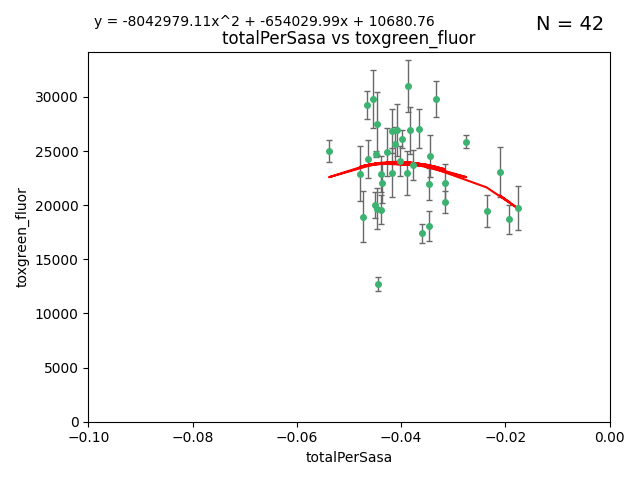 y = -8042979.11x^2 + -654029.99x + 10680.76
N = 42
totalPerSasa vs toxgreen_fluor
toxgreen_fluor
30000
25000
20000
15000
10000
5000
0
−0.10 −0.08 −0.06 −0.04 −0.02 0.00
totalPerSasa